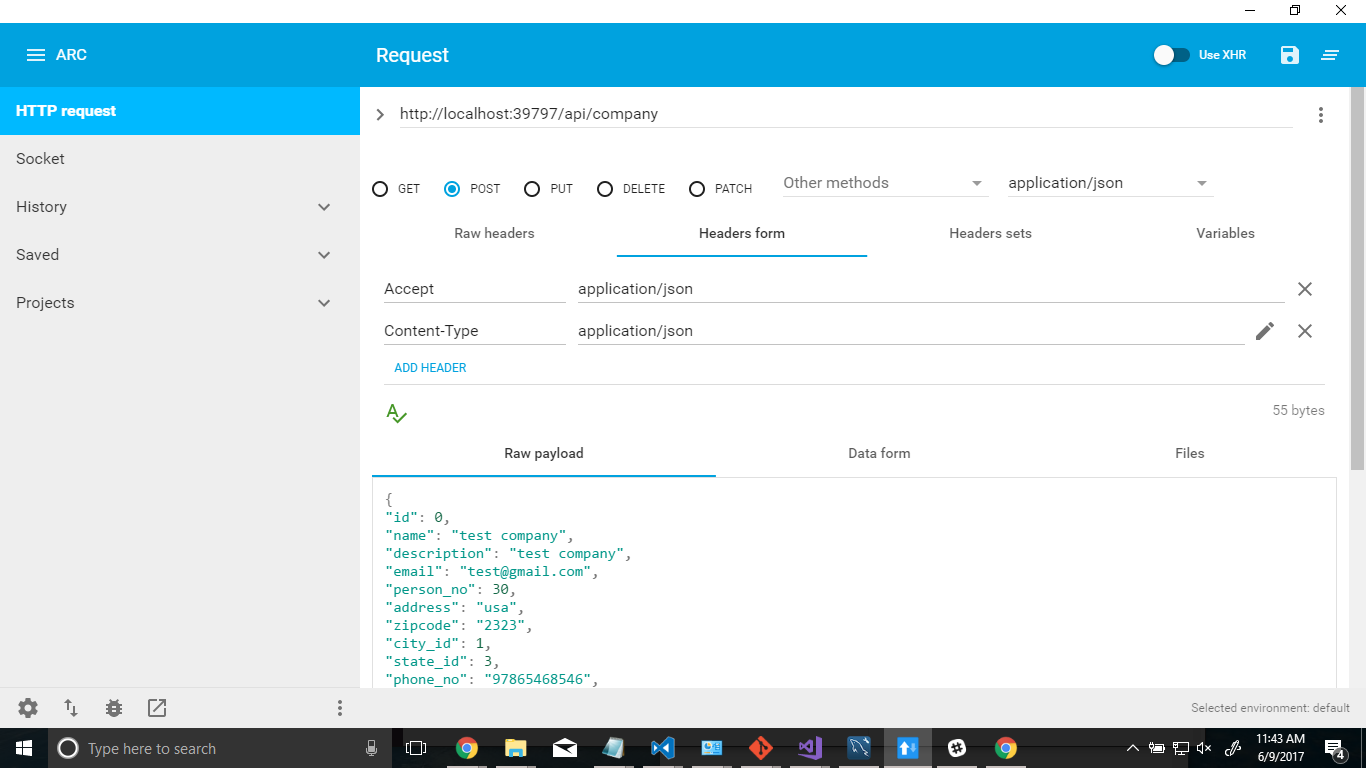 ARC
Request
Use XHR
HTTP request
Socket
History
Saved
Projects
http://localhost:39797/api/company
GET POST PUT DELETE PATCH Other methods application/json
Raw headers Headers form Headers sets Variables
Accept application/json
Content-Type application/json
ADD HEADER
55 bytes
Raw payload Data form Files
{
"id": 0,
"name": "test company",
"description": "test company",
"email": "test@gmail.com",
"person_no": 30,
"address": "usa",
"zipcode": "2323",
"city_id": 1,
"state_id": 3,
"phone_no": "97865468546",
Selected environment: default
Type here to search
11:43 AM
6/9/2017
4